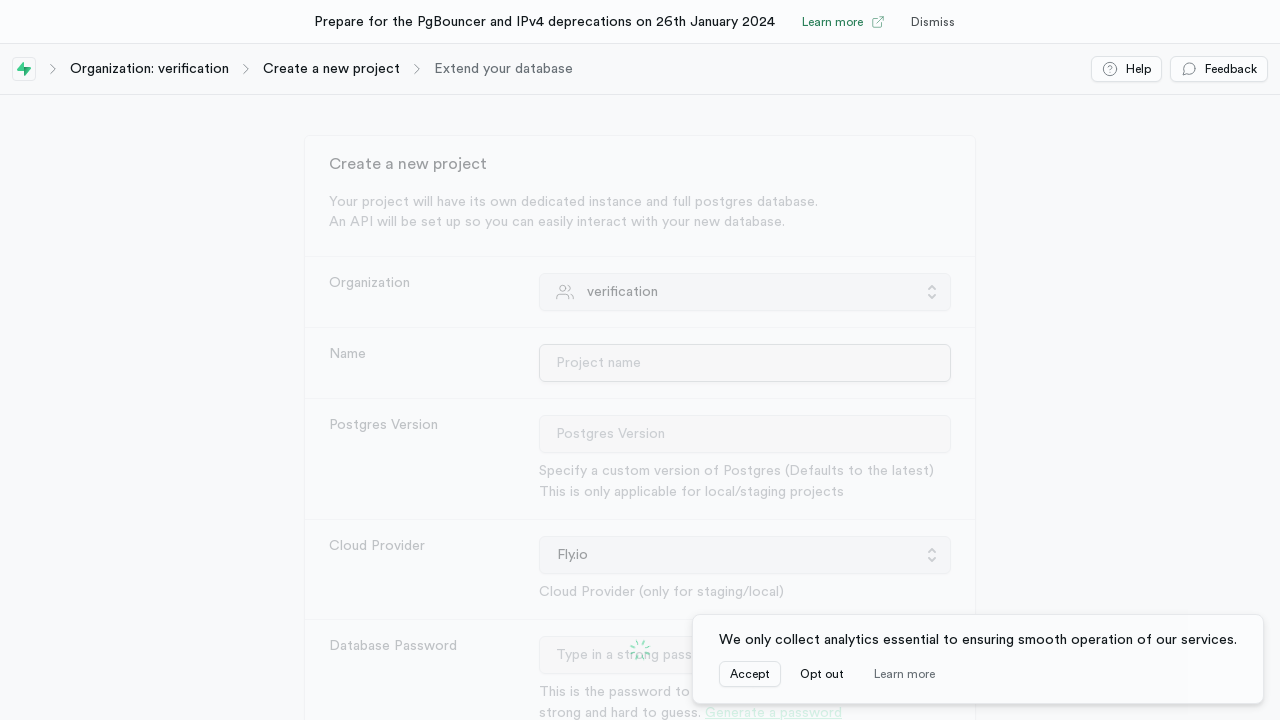 Prepare for the PgBouncer and IPv4 deprecations on 26th January 2024 Learn more Dismiss
Organization: verification Create a new project Extend your database Help Feedback
Create a new project
Your project will have its own dedicated instance and full postgres database.
An API will be set up so you can easily interact with your new database.
Organization verification
Name Project name
Postgres Version Postgres Version
Specify a custom version of Postgres (Defaults to the latest)
This is only applicable for local/staging projects
Cloud Provider Fly.io
Cloud Provider (only for staging/local)
Database Password Type in a strong pass
This is the password to
strong and hard to guess. Generate a password
We only collect analytics essential to ensuring smooth operation of our services.
Accept Opt out Learn more